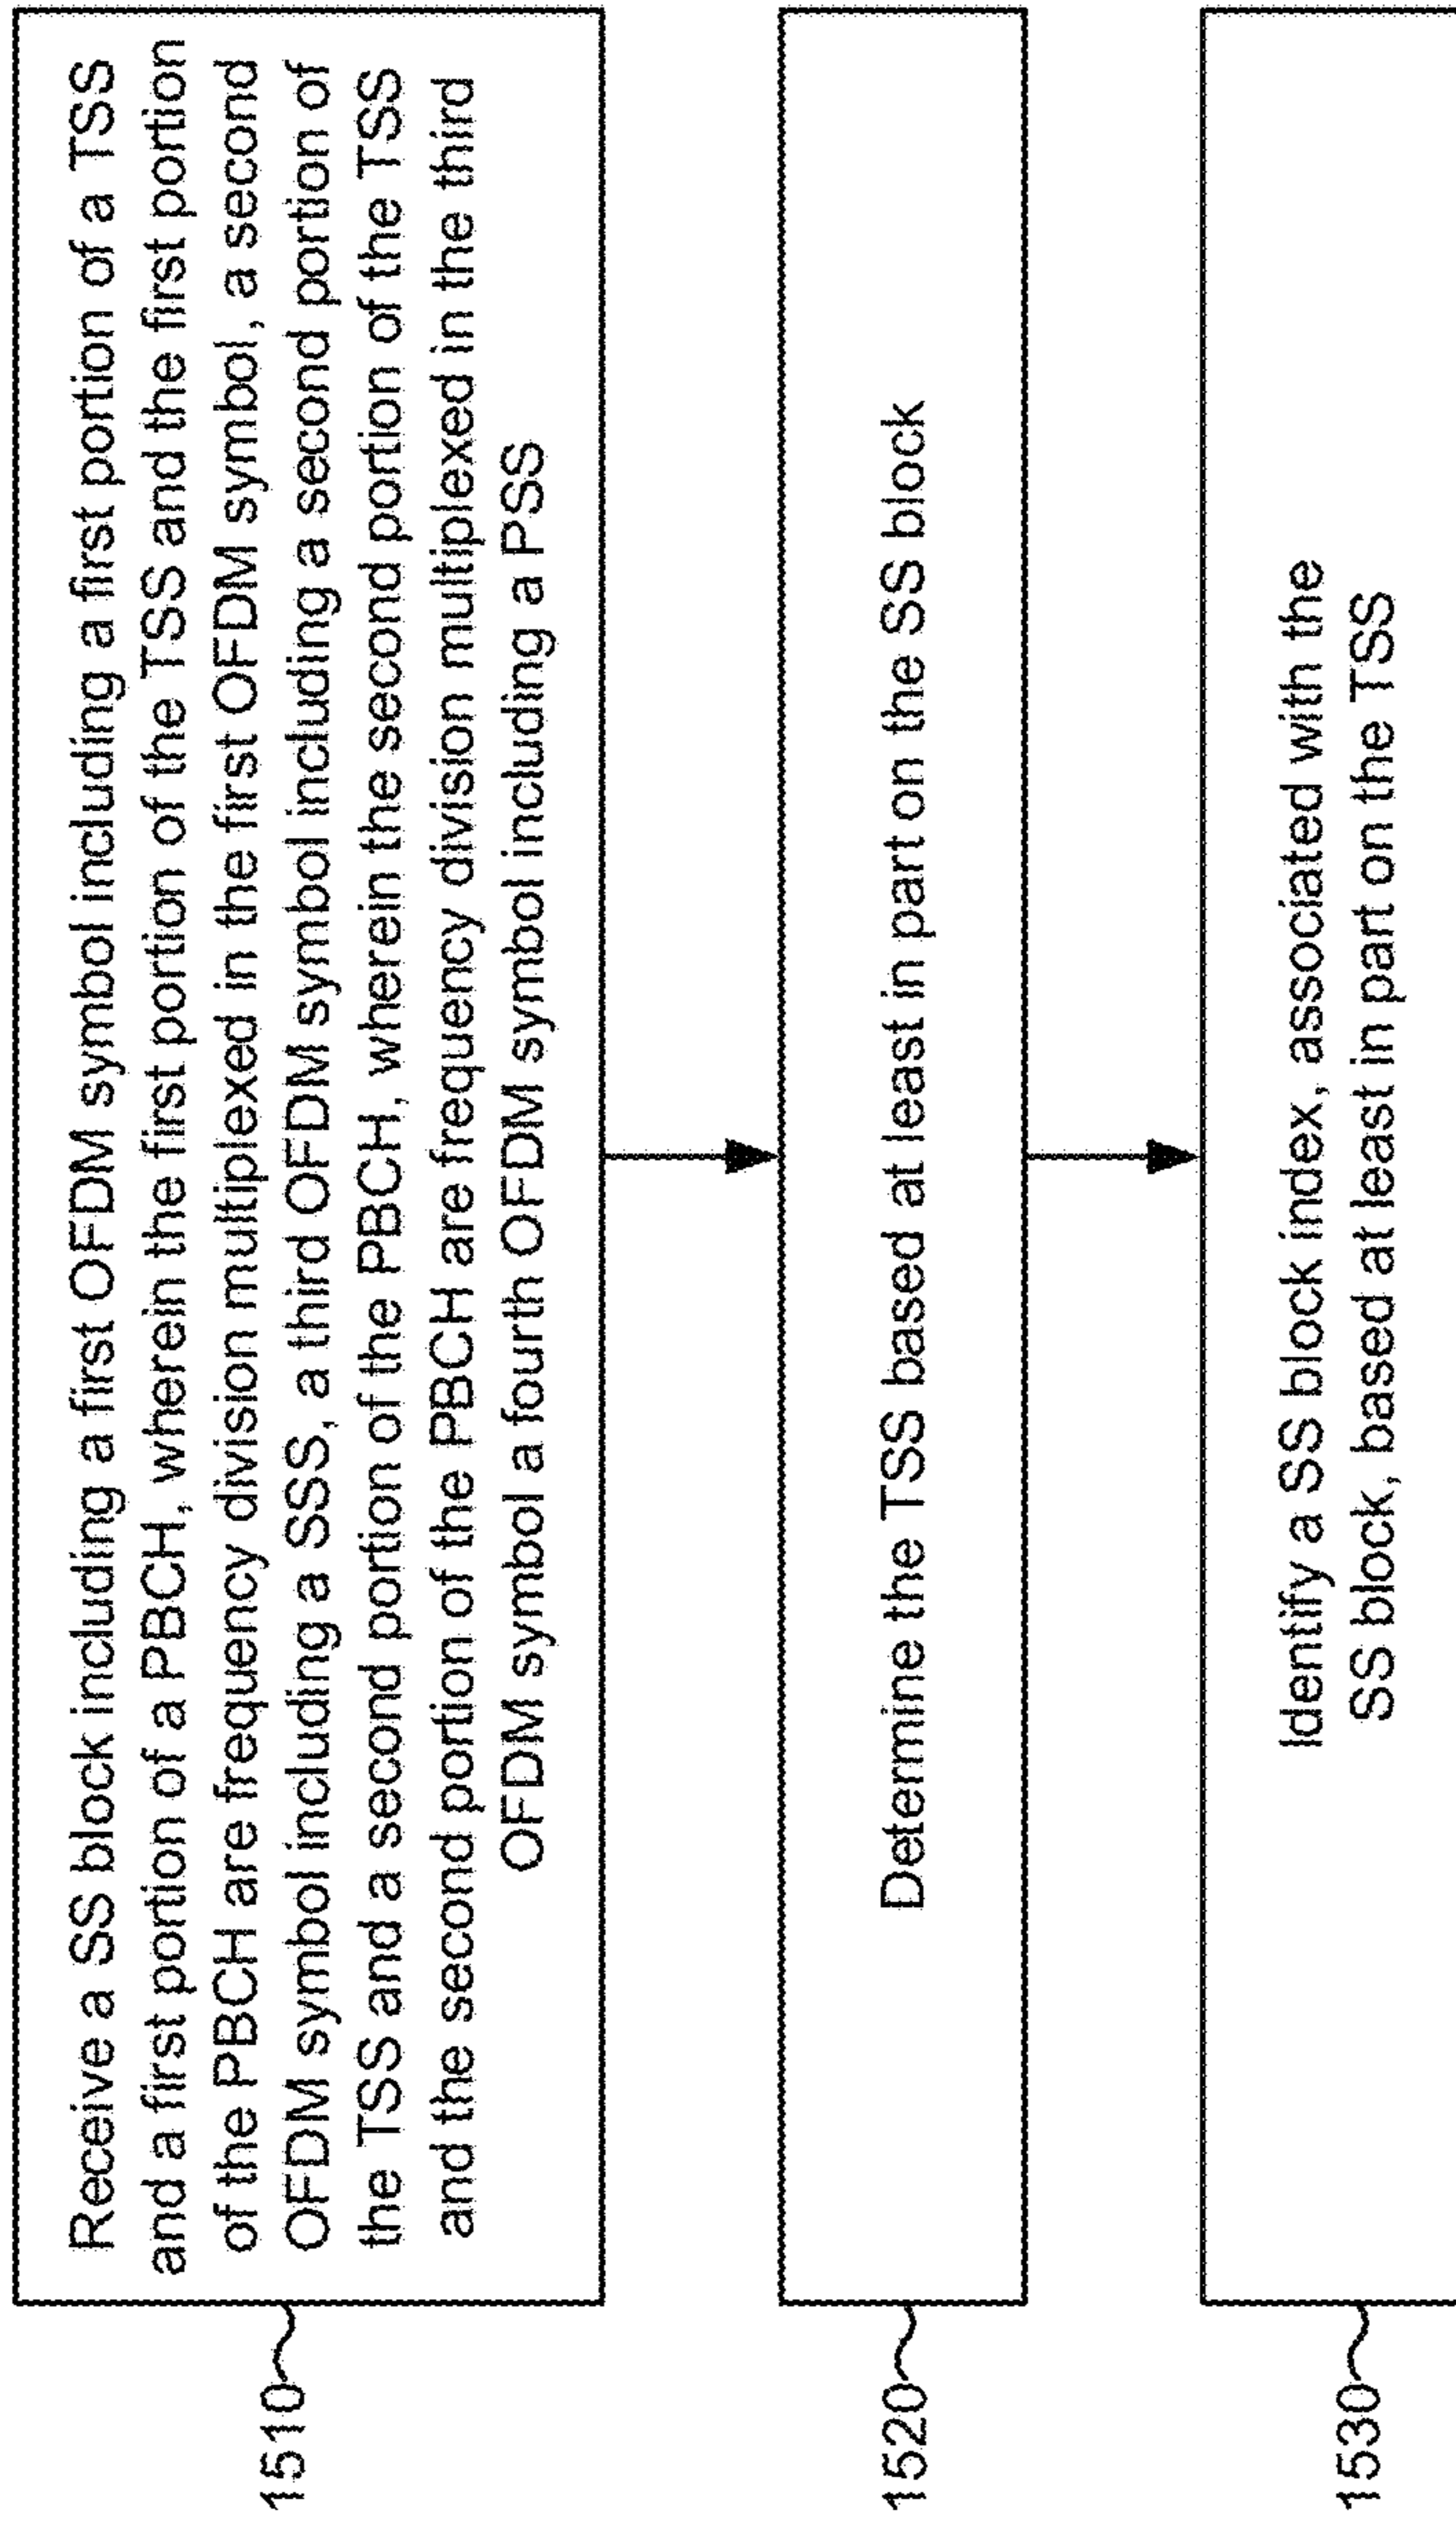 Receive a SS block including a first OFDM symbol including a first portion of a TSS
and a first portion of a PBCH, wherein the first portion of the TSS and the first portion
of the PBCH are frequency division multiplexed in the first OFDM symbol, a second
OFDM symbol including a SSS, a third OFDM symbol including a second portion of
the TSS and a second portion of the PBCH, wherein the second portion of the TSS
and the second portion of the PBCH are frequency division multiplexed in the third
OFDM symbol a fourth OFDM symbol including a PSS
1510
Determine the TSS based at least in part on the SS block
1520
Identify a SS block index, associated with the
SS block, based at least in part on the TSS
1530